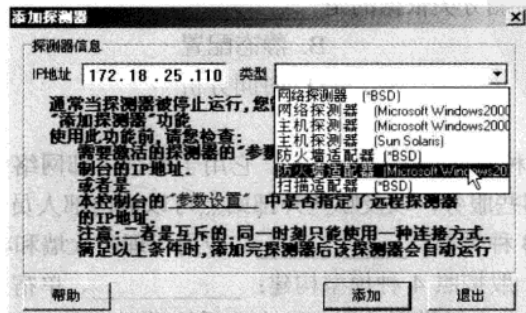 添加探测器
探测器信息
IP地址 172.18.25.110 类型
网络探测器 (*BSD)
网络探测器 (Microsoft Windows2000
主机探测器 (Microsoft Windows2000
主机探测器 (Sun Solaris)
防火墙适配器 (*BSD)
防火墙适配器 (Microsoft Windows20
扫描适配器 (*BSD)
通常当探测器被停止运行,您
"添加探测器"功能
使用此功能前,请您检查:
需要激活的探测器的"参数
制台的IP地址.
或者是
本控制台的"参数设置"中是否指定了远程探测器
的IP地址.
注意:二者是互斥的.同一时刻只能使用一种连接方式.
满足以上条件时,添加完探测器后该探测器会自动运行
帮助
添加
退出